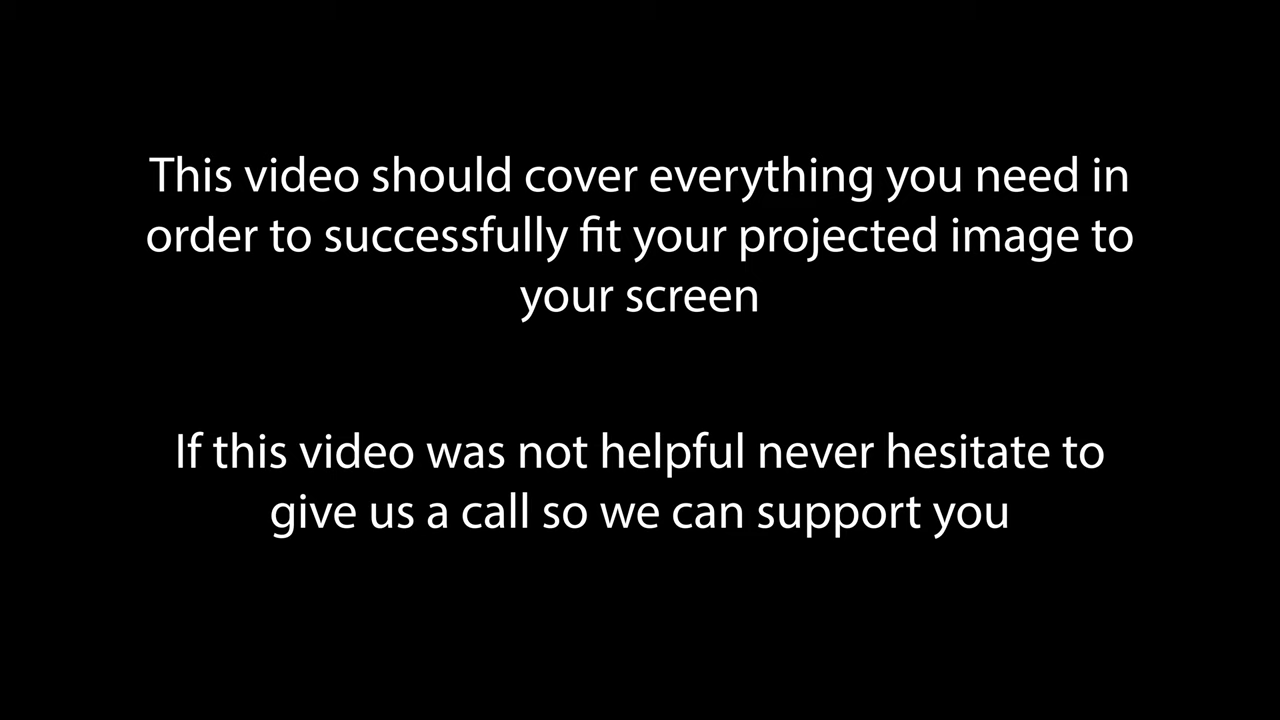 This video should cover everything you need in
order to successfully fit your projected image to
your screen
If this video was not helpful never hesitate to
give us a call so we can support you